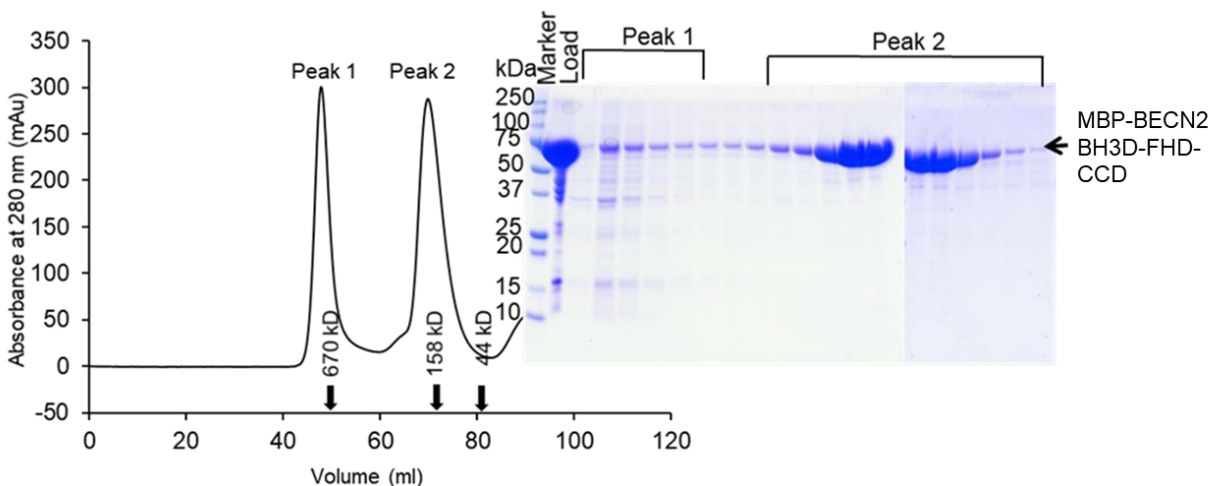 Absorbance at 280 nm (mAu)
350
300
250
200
150
100
50
0
-50
Peak 1
Peak 2
670 kD
158 kD
44 kD
0
20
40
60
80
100
120
Volume (ml)
kDa
Marker
Load
Peak 1
Peak 2
250
100
75
50
37
25
20
15
10
MBP-BECN2
BH3D-FHD-
CCD